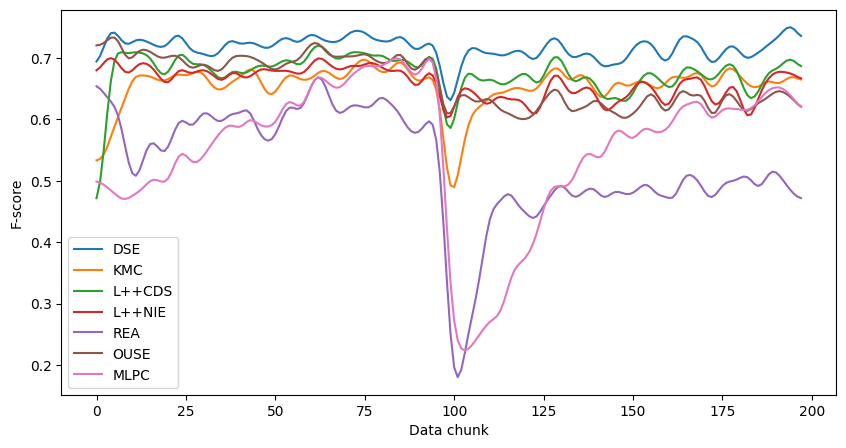 0.7
0.6
0.5
0.4
0.3
0.2
F-score
DSE
KMC
L++CDS
L++NIE
REA
OUSE
MLPC
0 25 50 75 100 125 150 175 200
Data chunk